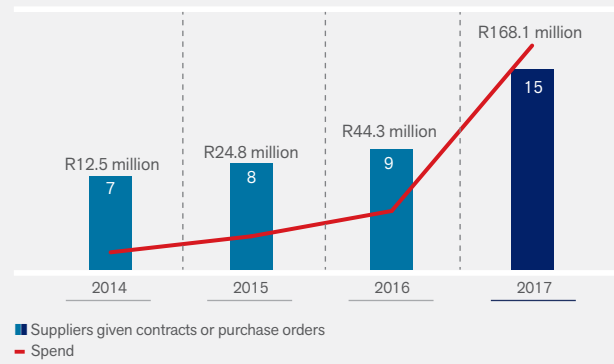 R168.1 million
15
R44.3 million
9
R24.8 million
8
R12.5 million
7
2014 2015 2016 2017
Suppliers given contracts or purchase orders
Spend